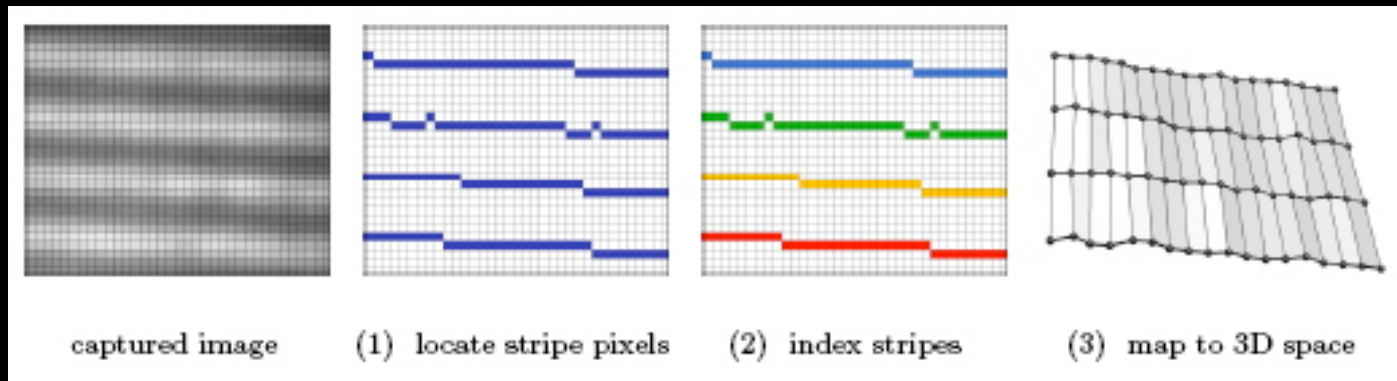 captured image
(1) locate stripe pixels
(2) index stripes
(3) map to 3D space